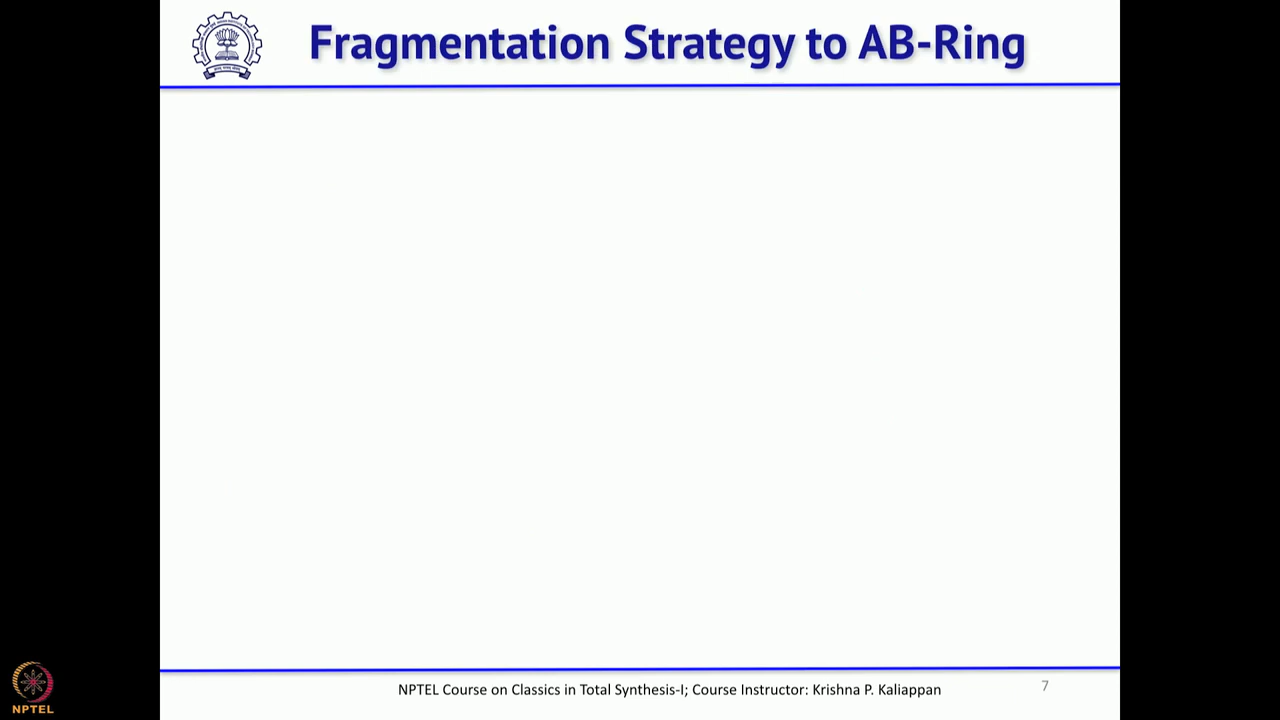 Fragmentation Strategy to AB-Ring
NPTEL Course on Classics in Total Synthesis-I; Course Instructor: Krishna P. Kaliappan
7
NPTEL